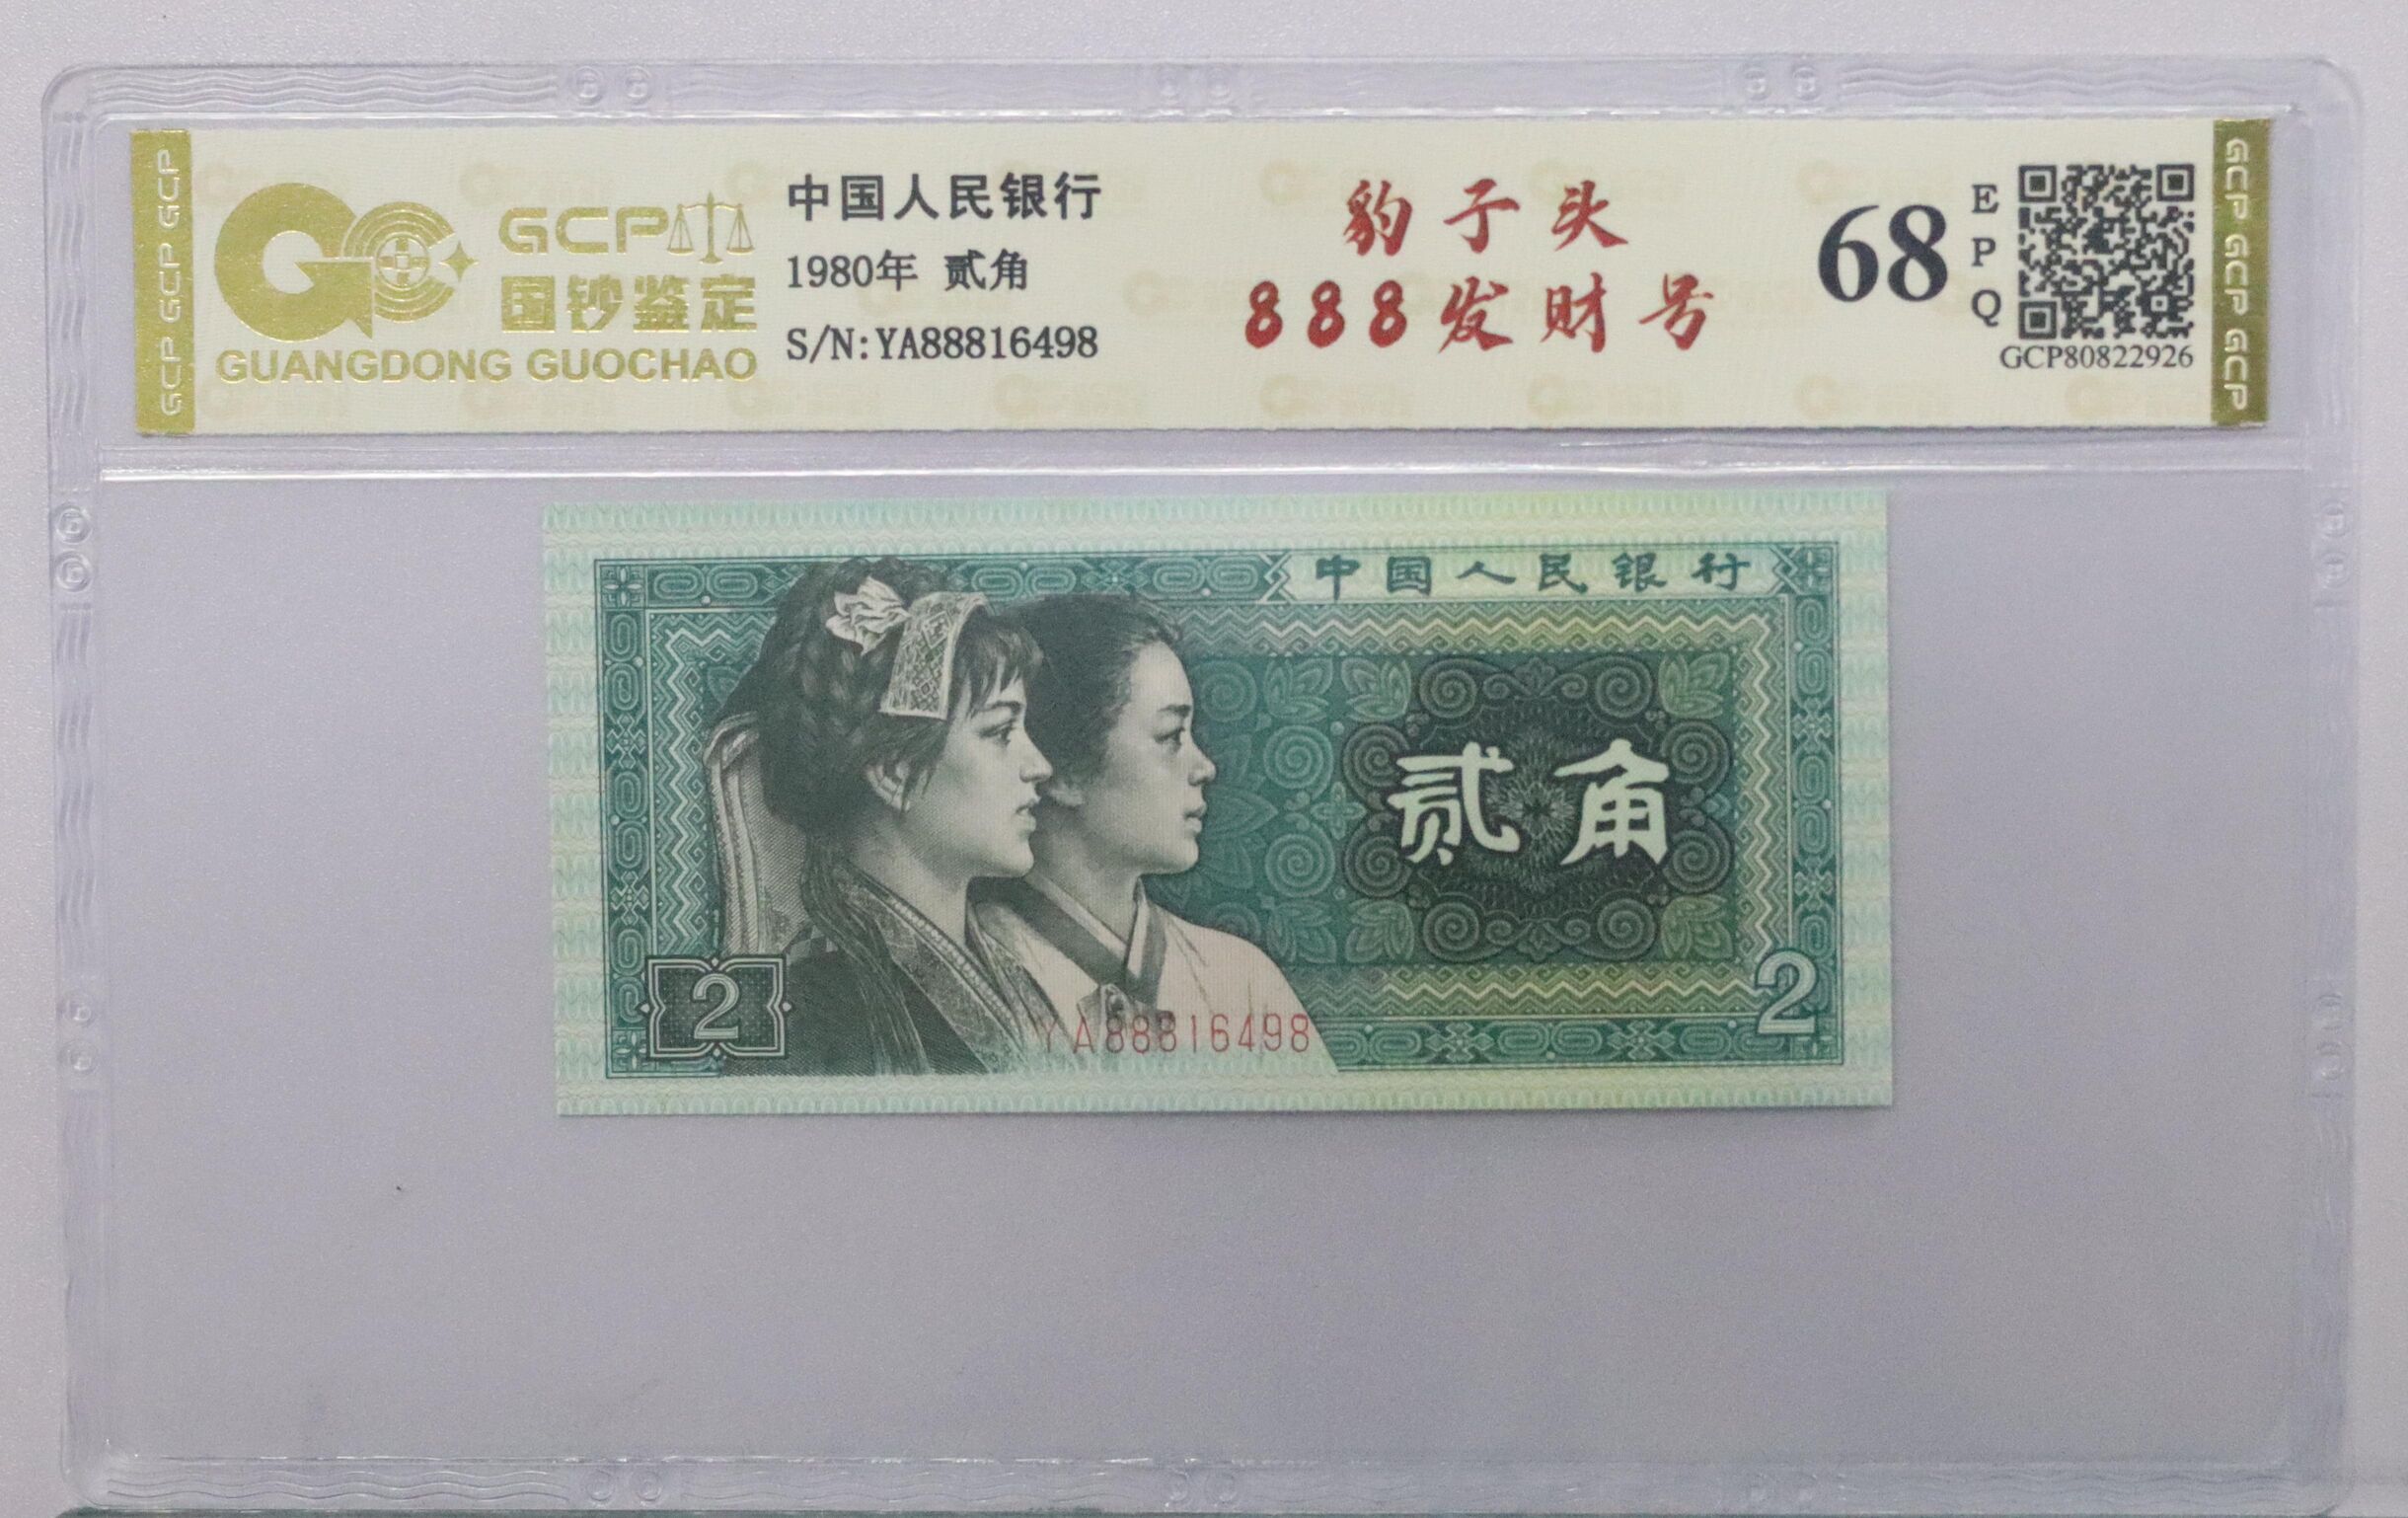 GCP GCP GCP
GCP
国钞鉴定
GUANGDONG GUOCHAO
中国人民银行
1980年 贰角
S/N:YA88816498
豹子头
888发财号
68
E
P
Q
GCP80822926
GCP GCP GCP
中国人民银行
贰角
2
YA88816498
2